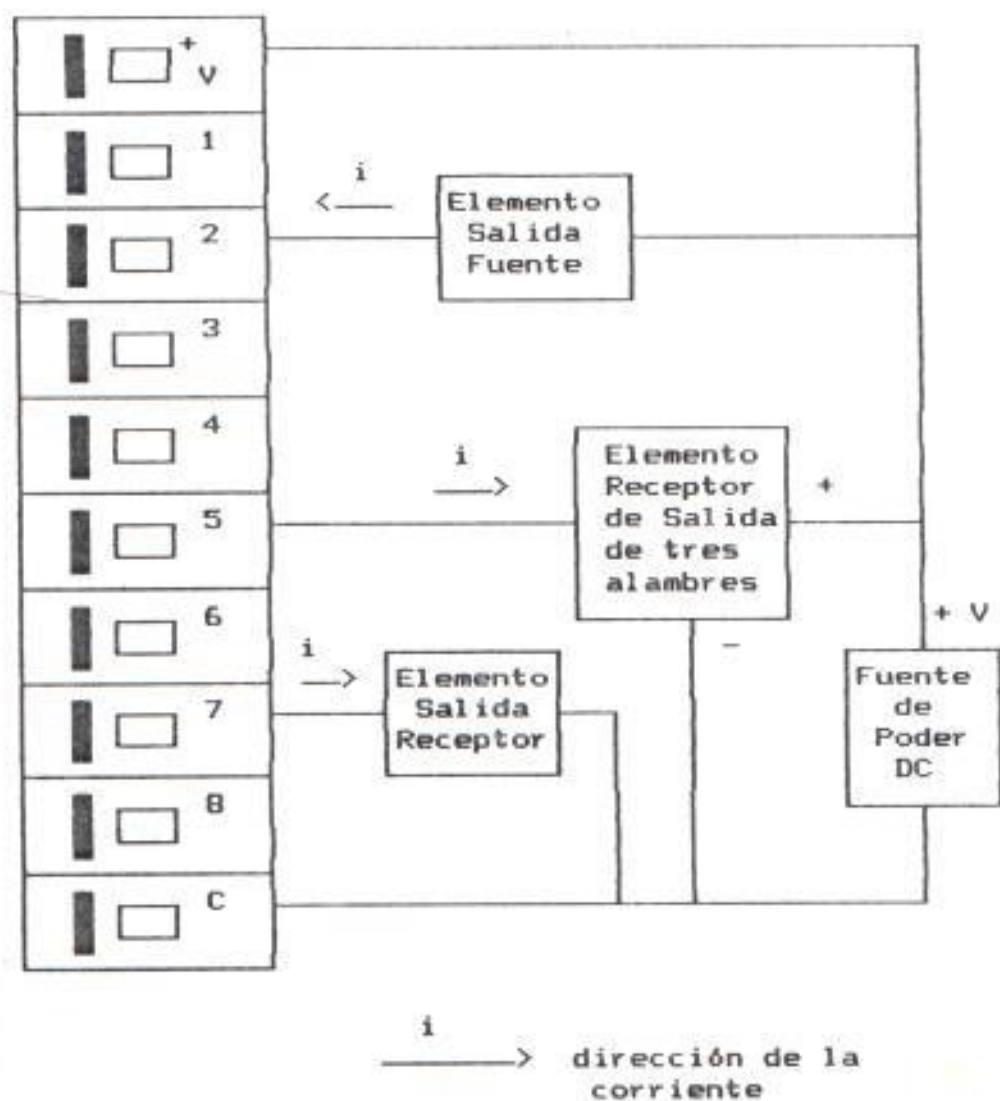 +
V
1
2
3
4
5
6
7
8
C
i
<
Elemento
Salida
Fuente
i
>
Elemento
Receptor
de Salida
de tres
alambres
+
-
i
>
Elemento
Salida
Receptor
+ V
Fuente
de
Poder
DC
i
> dirección de la
corriente